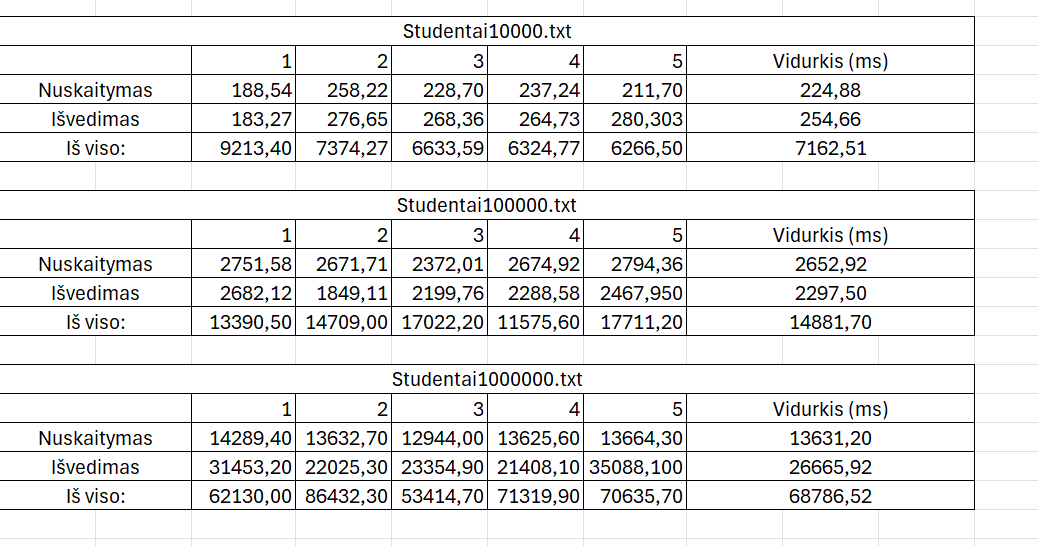 Studentai10000.txt
1 2 3 4 5 Vidurkis (ms)
Nuskaitymas 188,54 258,22 228,70 237,24 211,70 224,88
Išvedimas 183,27 276,65 268,36 264,73 280,303 254,66
Iš viso: 9213,40 7374,27 6633,59 6324,77 6266,50 7162,51
Studentai100000.txt
1 2 3 4 5 Vidurkis (ms)
Nuskaitymas 2751,58 2671,71 2372,01 2674,92 2794,36 2652,92
Išvedimas 2682,12 1849,11 2199,76 2288,58 2467,950 2297,50
Iš viso: 13390,50 14709,00 17022,20 11575,60 17711,20 14881,70
Studentai1000000.txt
1 2 3 4 5 Vidurkis (ms)
Nuskaitymas 14289,40 13632,70 12944,00 13625,60 13664,30 13631,20
Išvedimas 31453,20 22025,30 23354,90 21408,10 35088,100 26665,92
Iš viso: 62130,00 86432,30 53414,70 71319,90 70635,70 68786,52